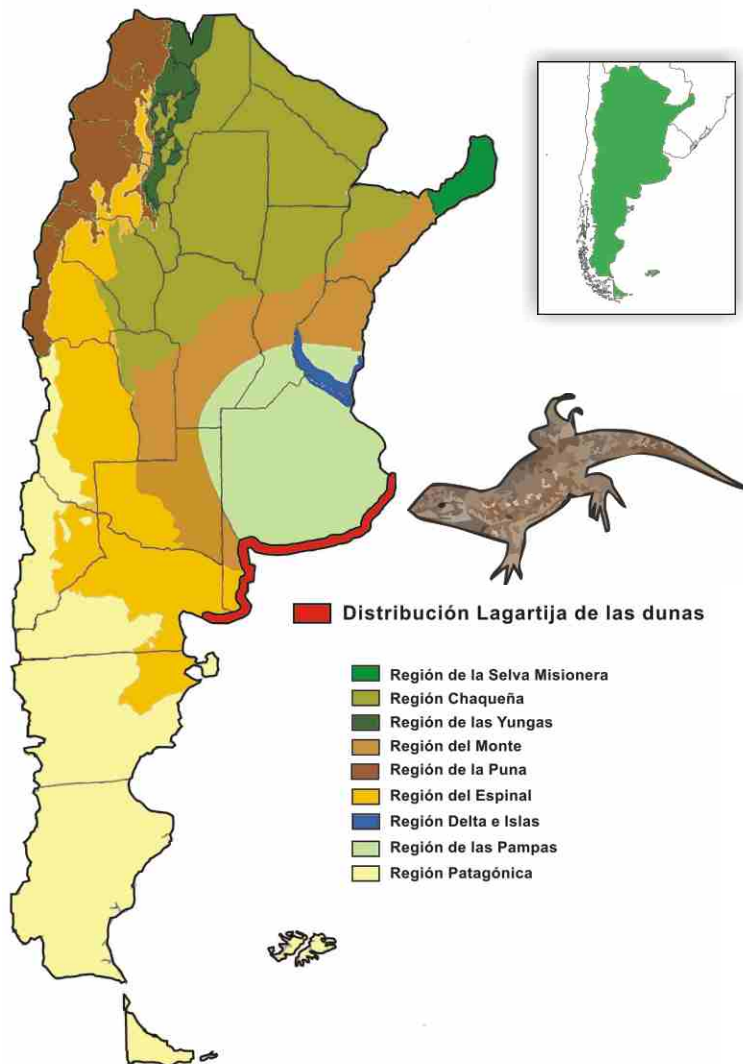 Distribución Lagartija de las dunas
Región de la Selva Misionera
Región Chaqueña
Región de las Yungas
Región del Monte
Región de la Puna
Región del Espinal
Región Delta e Islas
Región de las Pampas
Región Patagónica